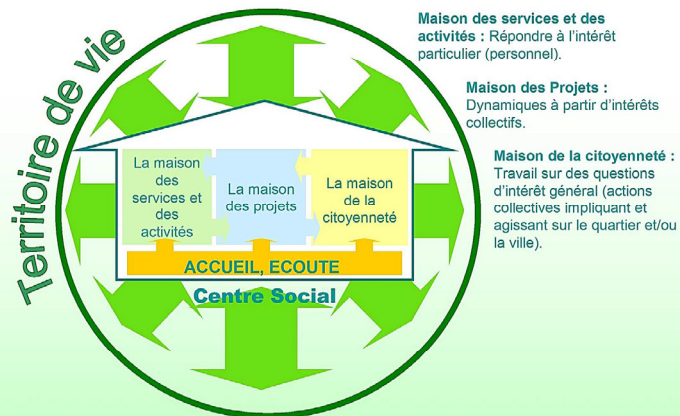 Territoire de vie
La maison
des
services et
des
activités
La maison
des projets
La maison
de la
citoyenneté
ACCUEIL, ECOUTE
Centre Social
Maison des services et des
activités : Répondre à l'intérêt
particulier (personnel).
Maison des Projets :
Dynamiques à partir d'intérêts
collectifs.
Maison de la citoyenneté :
Travail sur des questions
d'intérêt général (actions
collectives impliquant et
agissant sur le quartier et/ou
la ville).